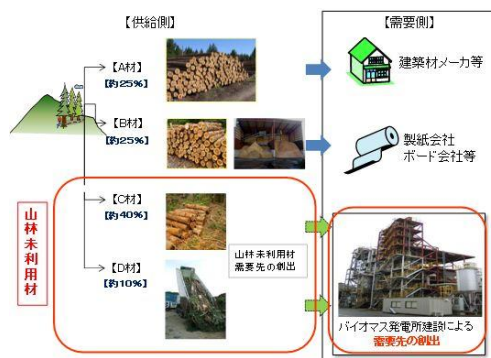 【供給側】
【需要側】
【A材】
【約25%】
建築材メーカ等
【B材】
【約25%】
製紙会社
ボード会社等
山林未利用材
【C材】
【約40%】
山林未利用材
需要先の創出
【D材】
【約10%】
バイオマス発電所建設による
需要先の創出